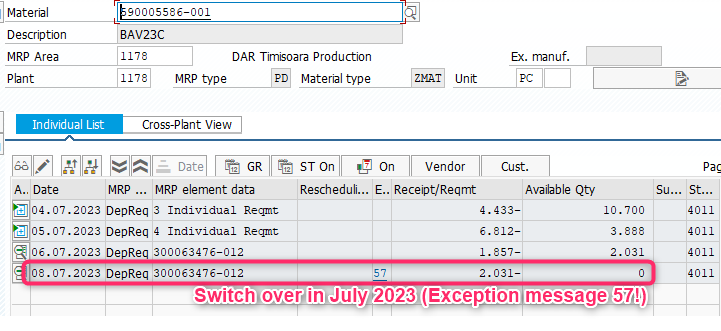 Material 590005586-001
Description BAV23C
MRP Area 1178 DAR Timisoara Production Ex. manuf.
Plant 1178 MRP type PD Material type ZMAT Unit PC
Individual List Cross-Plant View
Date GR ST On On Vendor Cust. Pag
A.. Date MRP ... MRP element data Rescheduli... E.. Receipt/Reqmt Available Qty Su... St...
04.07.2023 DepReq 3 Individual Reqmt 4.433- 10.700 4011
05.07.2023 DepReq 4 Individual Reqmt 6.812- 3.888 4011
06.07.2023 DepReq 300063476-012 1.857- 2.031 4011
08.07.2023 DepReq 300063476-012 57 2.031- 0 4011
Switch over in July 2023 (Exception message 57!)